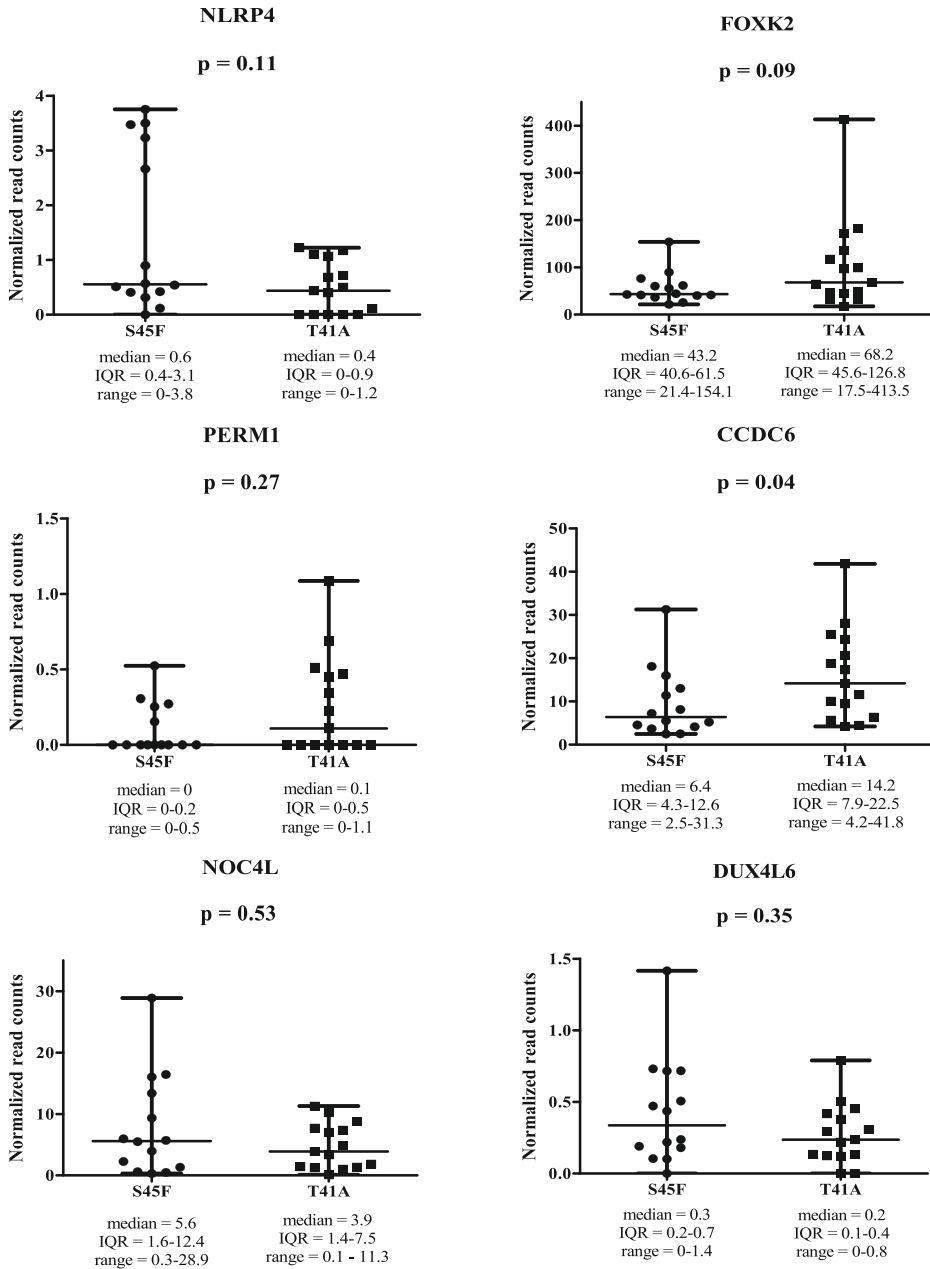 NLRP4
p = 0.11
Normalized read counts
4
3
2
1
0
S45F
T41A
median = 0.6
IQR = 0.4-3.1
range = 0-3.8
median = 0.4
IQR = 0-0.9
range = 0-1.2
FOXK2
p = 0.09
Normalized read counts
400
300
200
100
0
S45F
T41A
median = 43.2
IQR = 40.6-61.5
range = 21.4-154.1
median = 68.2
IQR = 45.6-126.8
range = 17.5-413.5
PERM1
p = 0.27
Normalized read counts
1.5
1.0
0.5
0.0
S45F
T41A
median = 0
IQR = 0-0.2
range = 0-0.5
median = 0.1
IQR = 0-0.5
range = 0-1.1
CCDC6
p = 0.04
Normalized read counts
50
40
30
20
10
0
S45F
T41A
median = 6.4
IQR = 4.3-12.6
range = 2.5-31.3
median = 14.2
IQR = 7.9-22.5
range = 4.2-41.8
NOC4L
p = 0.53
Normalized read counts
30
20
10
0
S45F
T41A
median = 5.6
IQR = 1.6-12.4
range = 0.3-28.9
median = 3.9
IQR = 1.4-7.5
range = 0.1 - 11.3
DUX4L6
p = 0.35
Normalized read counts
1.5
1.0
0.5
0.0
S45F
T41A
median = 0.3
IQR = 0.2-0.7
range = 0-1.4
median = 0.2
IQR = 0.1-0.4
range = 0-0.8